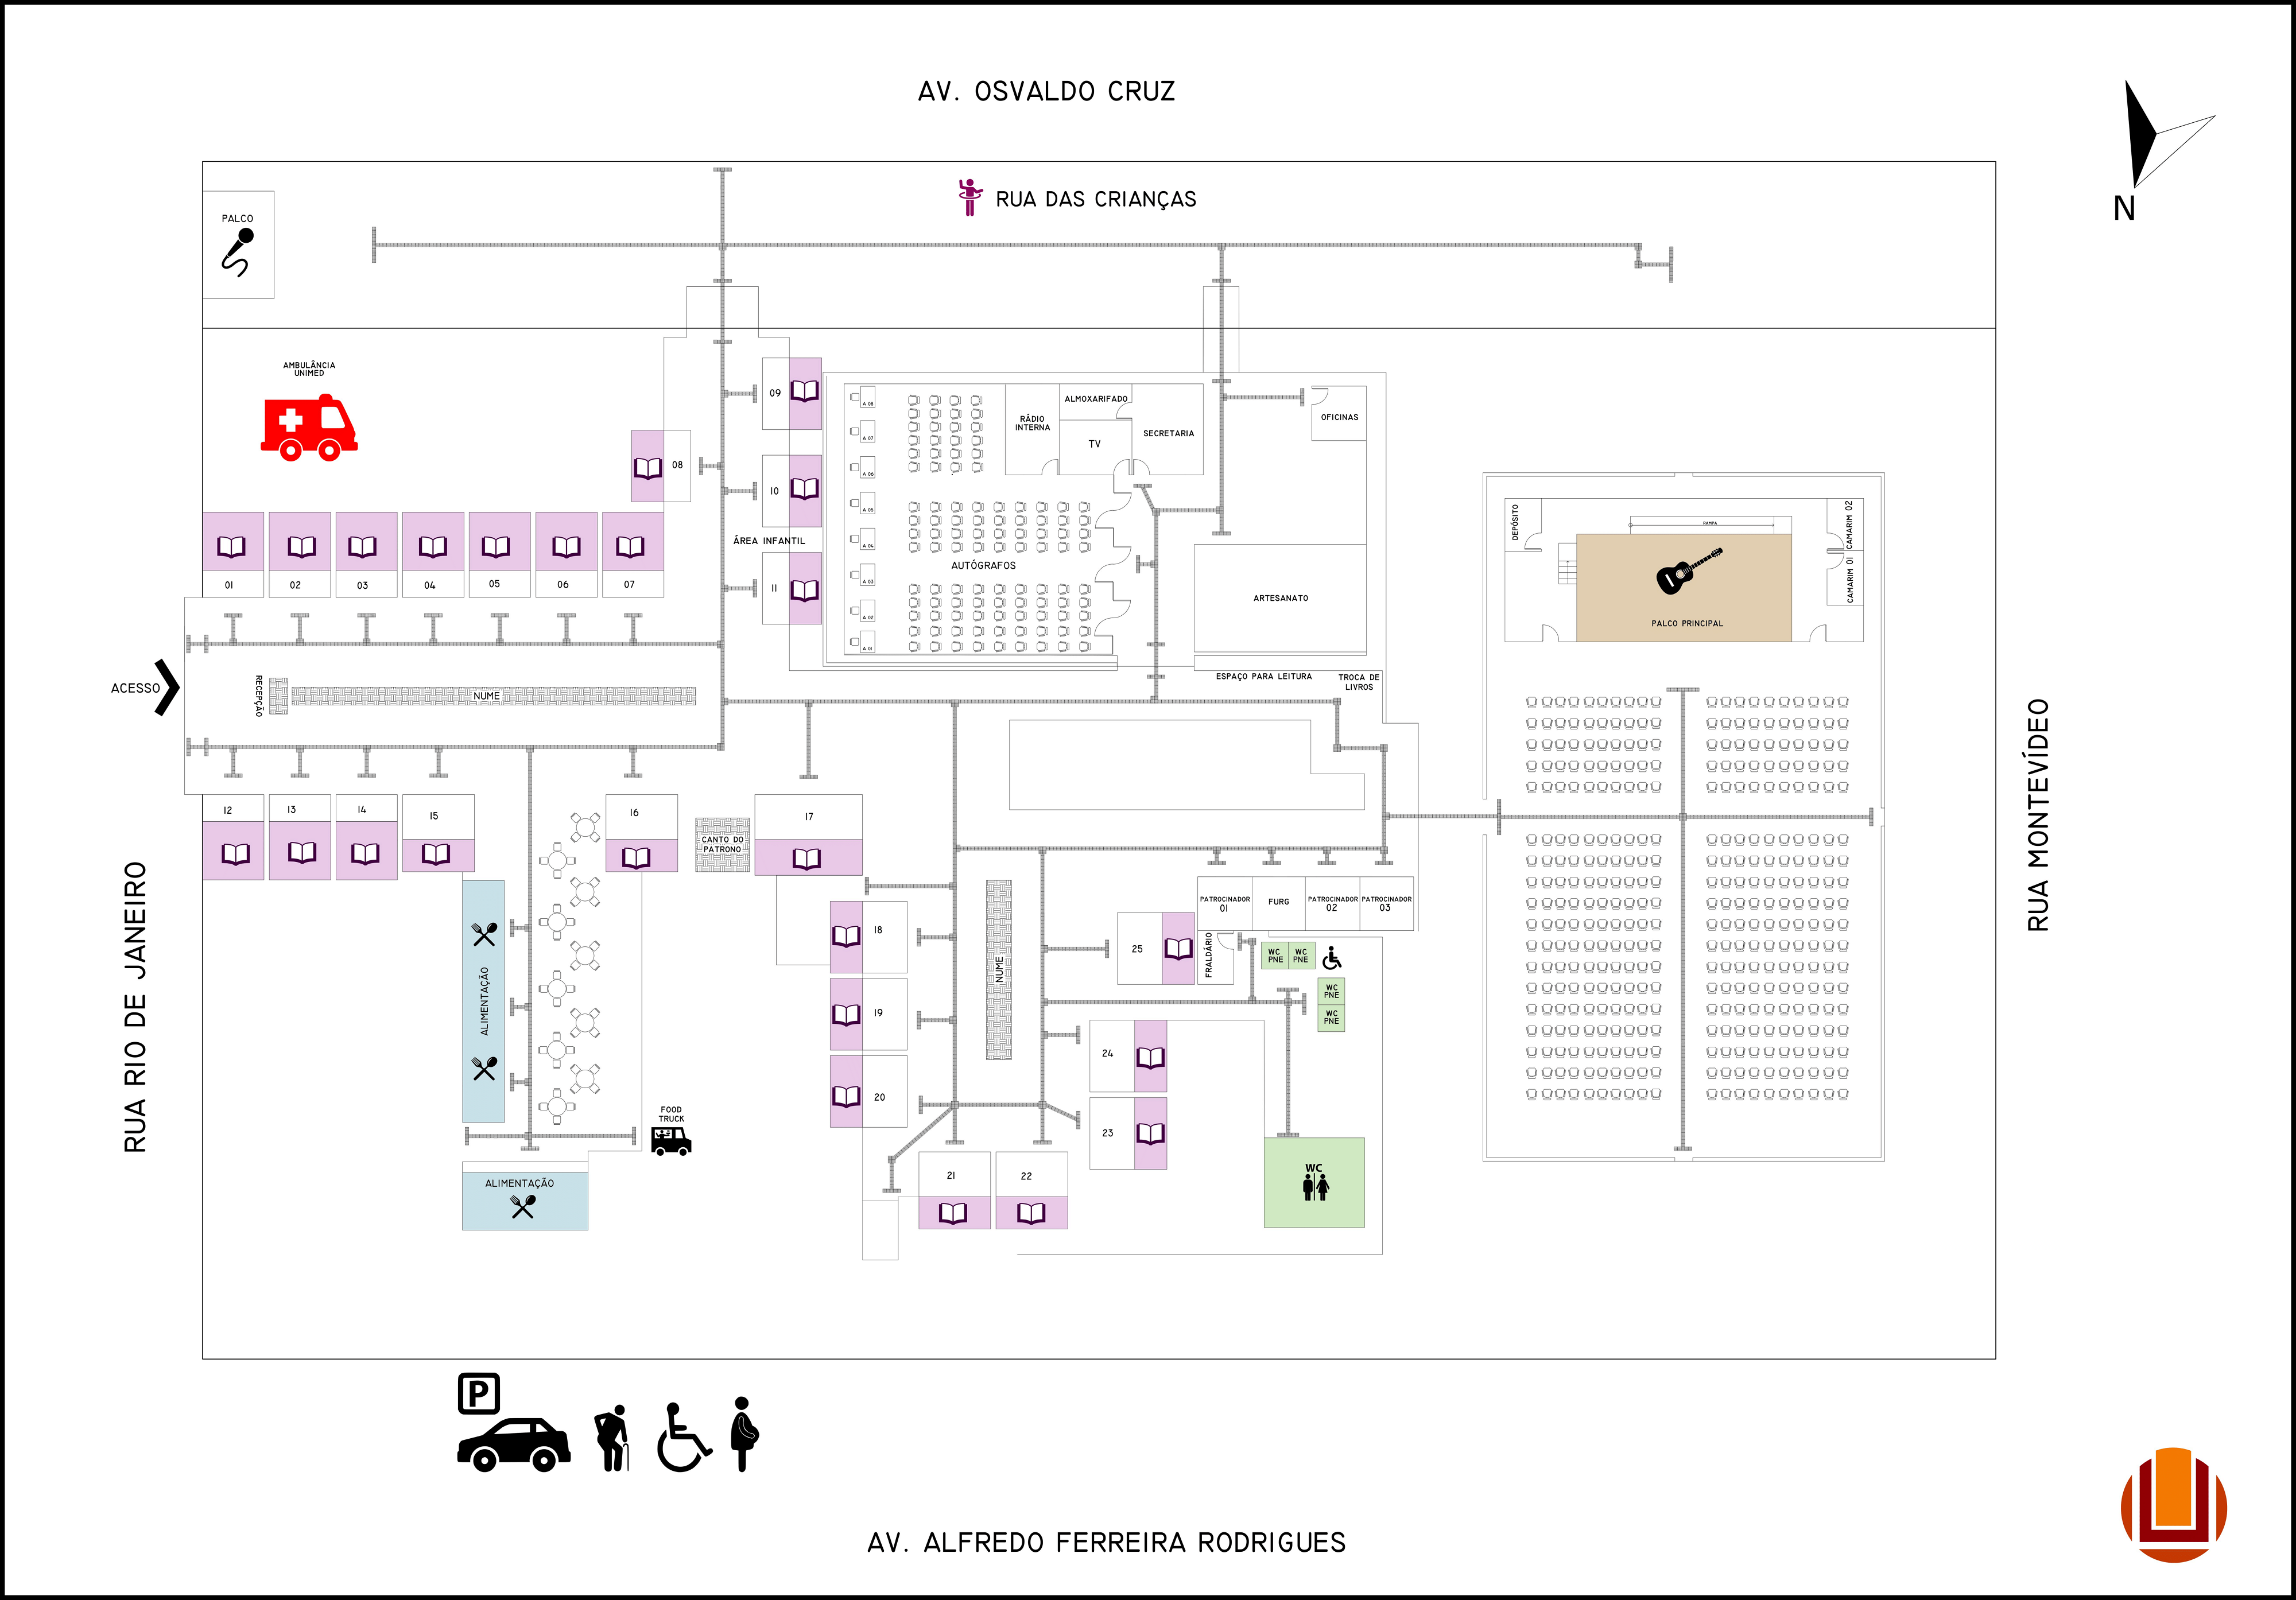 AV. OSVALDO CRUZ
N
RUA DAS CRIANÇAS
PALCO
AMBULÂNCIA
UNIMED
09
A 08
RÁDIO
INTERNA
ALMOXARIFADO
TV
SECRETARIA
OFICINAS
A 07
08
A 06
10
A 05
ÁREA INFANTIL
A 04
AUTÓGRAFOS
A 03
11
A 02
A 01
ARTESANATO
DEPÓSITO
RAMPA
CAMARIM 02
CAMARIM 01
PALCO PRINCIPAL
01
02
03
04
05
06
07
ACESSO
RECEPÇÃO
NUME
ESPAÇO PARA LEITURA
TROCA DE
LIVROS
RUA MONTEVÍDEO
12
13
14
15
16
17
CANTO DO
PATRONO
RUA RIO DE JANEIRO
ALIMENTAÇÃO
18
19
20
NUME
25
PATROCINADOR
01
FURG
PATROCINADOR
02
PATROCINADOR
03
FRALDÁRIO
WC
PNE
WC
PNE
WC
PNE
WC
PNE
24
23
FOOD
TRUCK
ALIMENTAÇÃO
21
22
WC
P
AV. ALFREDO FERREIRA RODRIGUES